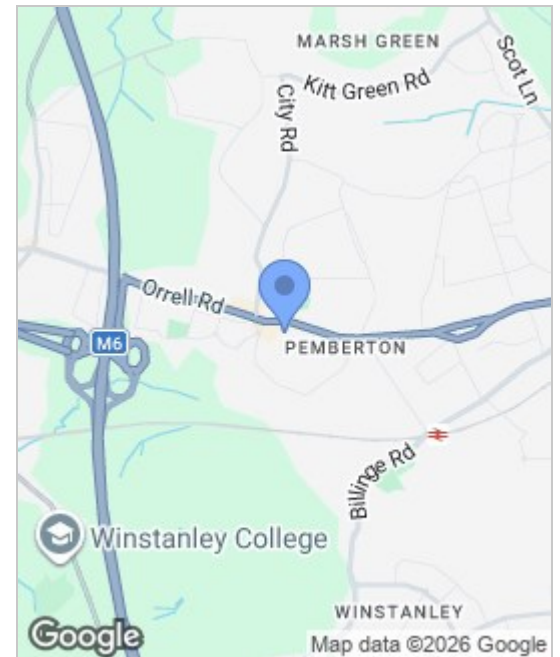 MARSH GREEN
Scot Ln
Kitt Green Rd
City Rd
Orrell Rd
M6
PEMBERTON
Billinge Rd
Winstanley College
WINSTANLEY
Google
Map data ©2026 Google